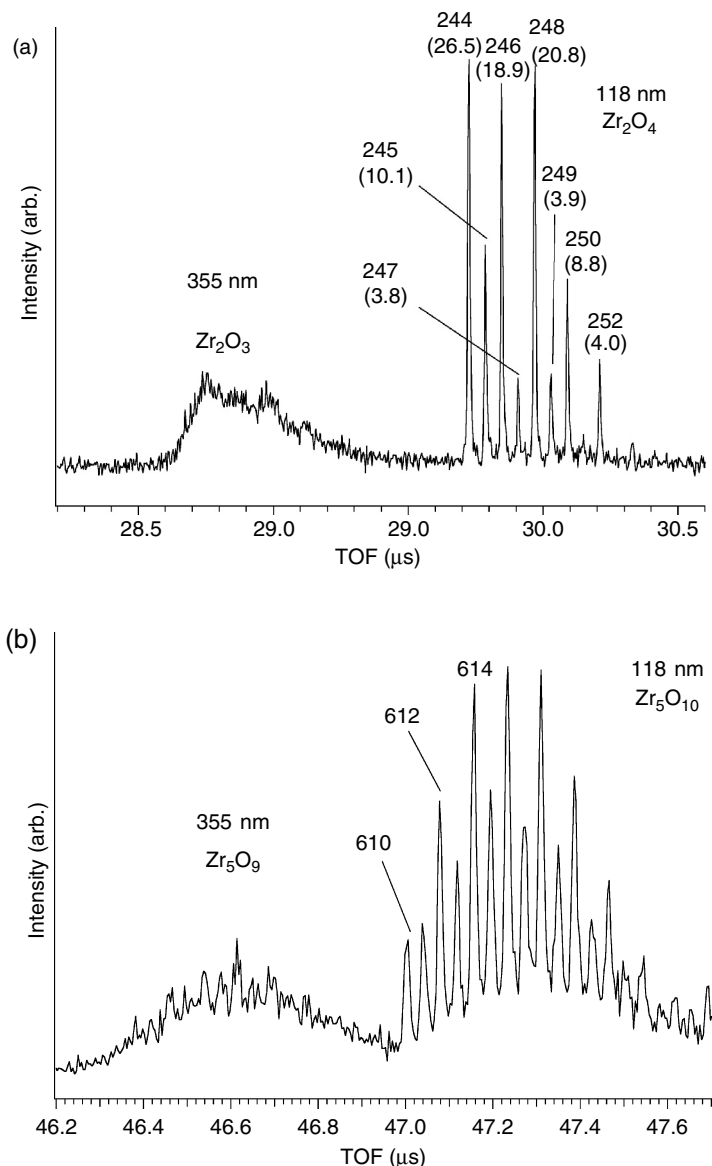 (a)
244
(26.5)
246
(18.9)
248
(20.8)
118 nm
Zr₂O₄
245
(10.1)
249
(3.9)
250
(8.8)
247
(3.8)
252
(4.0)
355 nm
Zr₂O₃
Intensity (arb.)
28.5 29.0 29.0 30.0 30.5
TOF (μs)
(b)
614
118 nm
Zr₅O₁₀
612
610
355 nm
Zr₅O₉
Intensity (arb.)
46.2 46.4 46.6 46.8 47.0 47.2 47.4 47.6
TOF (μs)